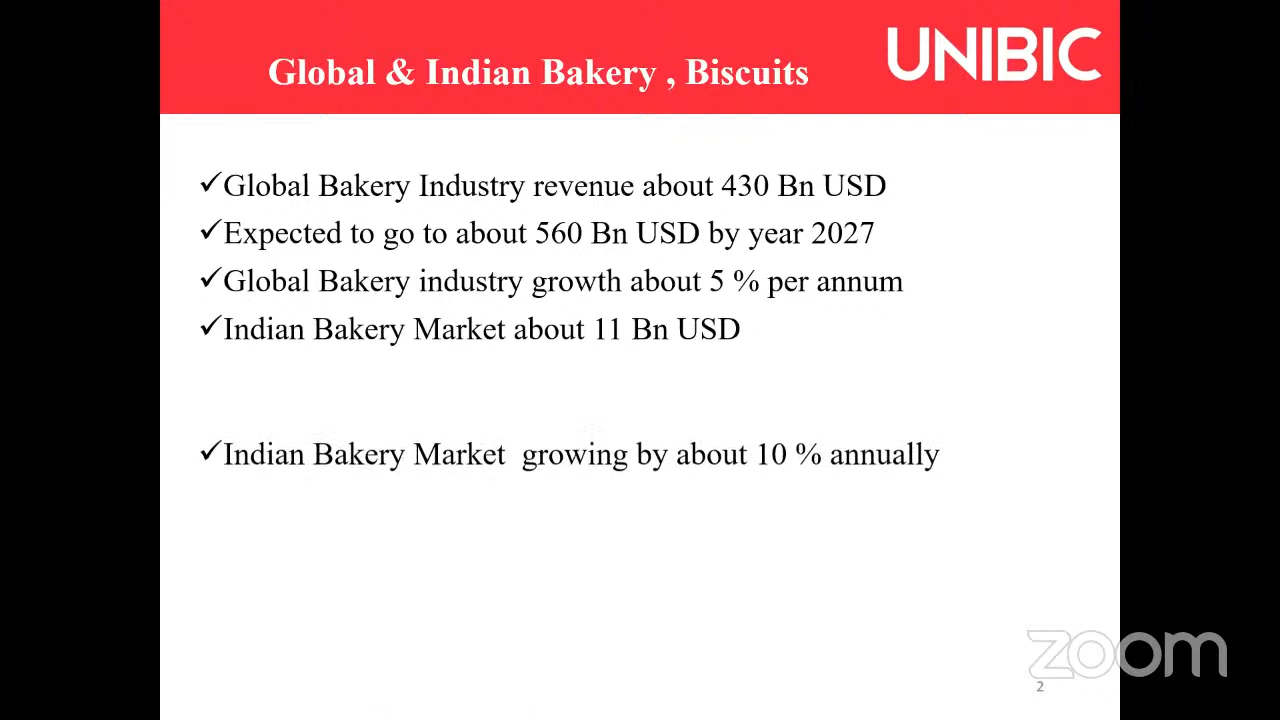 UNIBIC
Global & Indian Bakery , Biscuits
✓Global Bakery Industry revenue about 430 Bn USD
✓Expected to go to about 560 Bn USD by year 2027
✓Global Bakery industry growth about 5 % per annum
✓Indian Bakery Market about 11 Bn USD
✓Indian Bakery Market  growing by about 10 % annually
zoom
2